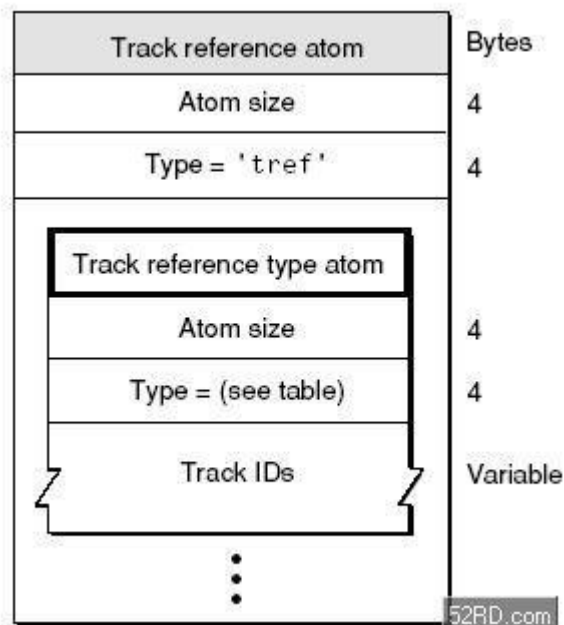 Track reference atom Bytes
Atom size 4
Type = 'tref' 4
Track reference type atom
Atom size 4
Type = (see table) 4
Track IDs Variable
52RD.com